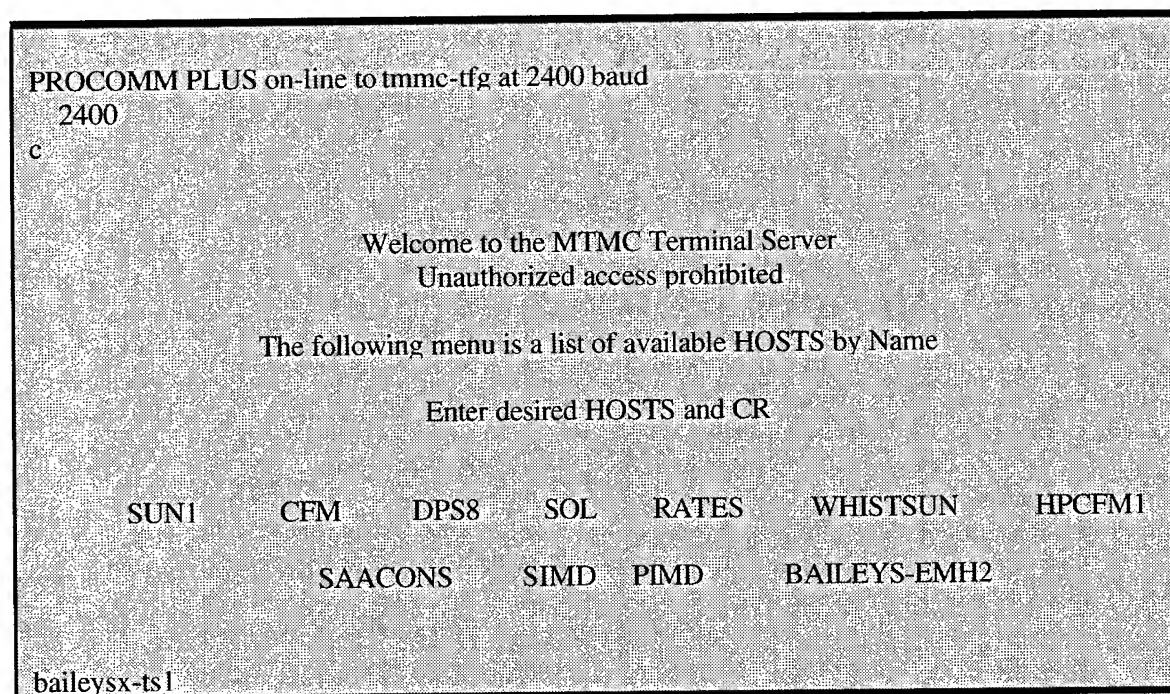 PROCOMM PLUS on-line to tmmc-tfg at 2400 baud
2400
c
Welcome to the MTMC Terminal Server
Unauthorized access prohibited
The following menu is a list of available HOSTS by Name
Enter desired HOSTS and CR
SUN1 CFM DPS8 SOL RATES WHISTSUN HPCFM1
SAACONS SIMD PIMD BAILEYS-EMH2
baileysx-ts1